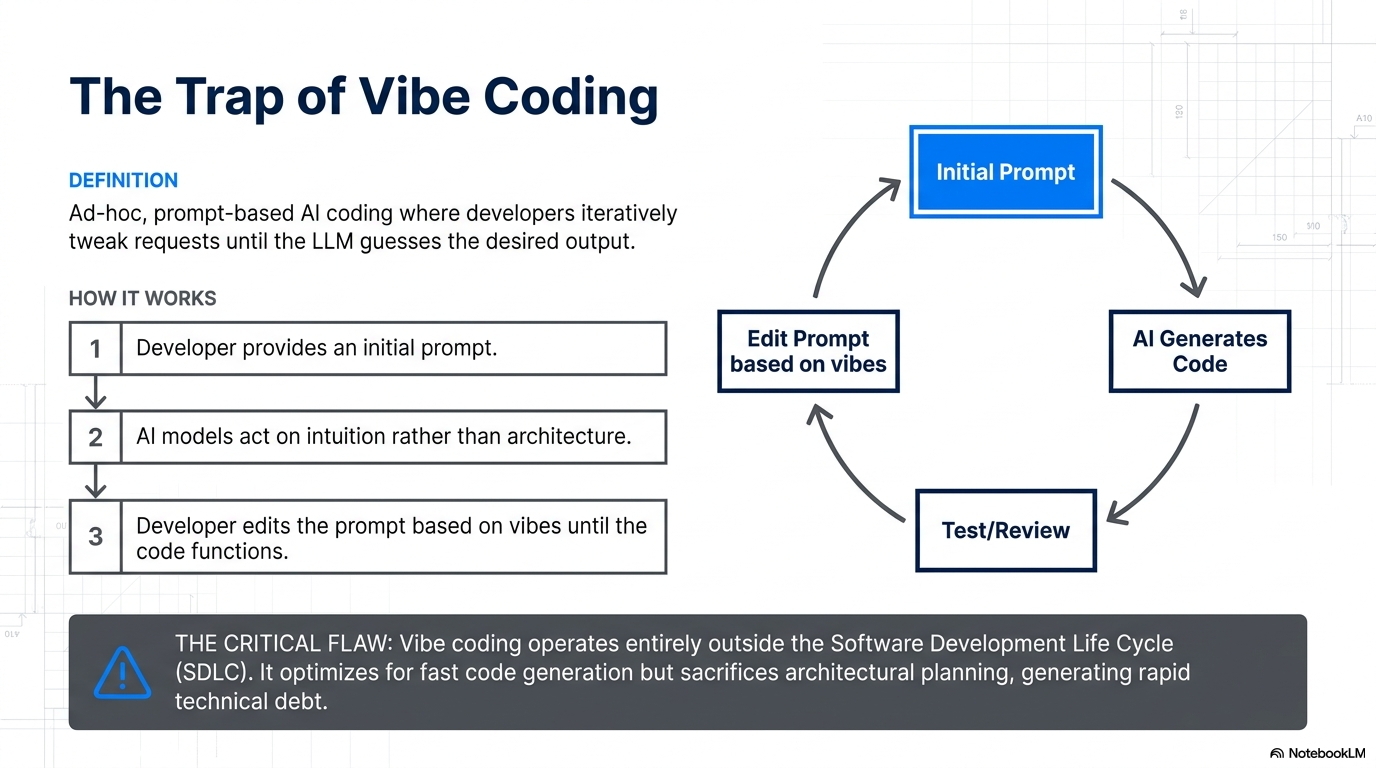 The Trap of Vibe Coding
DEFINITION
Ad-hoc, prompt-based AI coding where developers iteratively
tweak requests until the LLM guesses the desired output.
HOW IT WORKS
1
Developer provides an initial prompt.
2
AI models act on intuition rather than architecture.
3
Developer edits the prompt based on vibes until the
code functions.
Initial Prompt
AI Generates
Code
Test/Review
Edit Prompt
based on vibes
THE CRITICAL FLAW: Vibe coding operates entirely outside the Software Development Life Cycle
(SDLC). It optimizes for fast code generation but sacrifices architectural planning, generating rapid
technical debt.
NotebookLM
A10
150